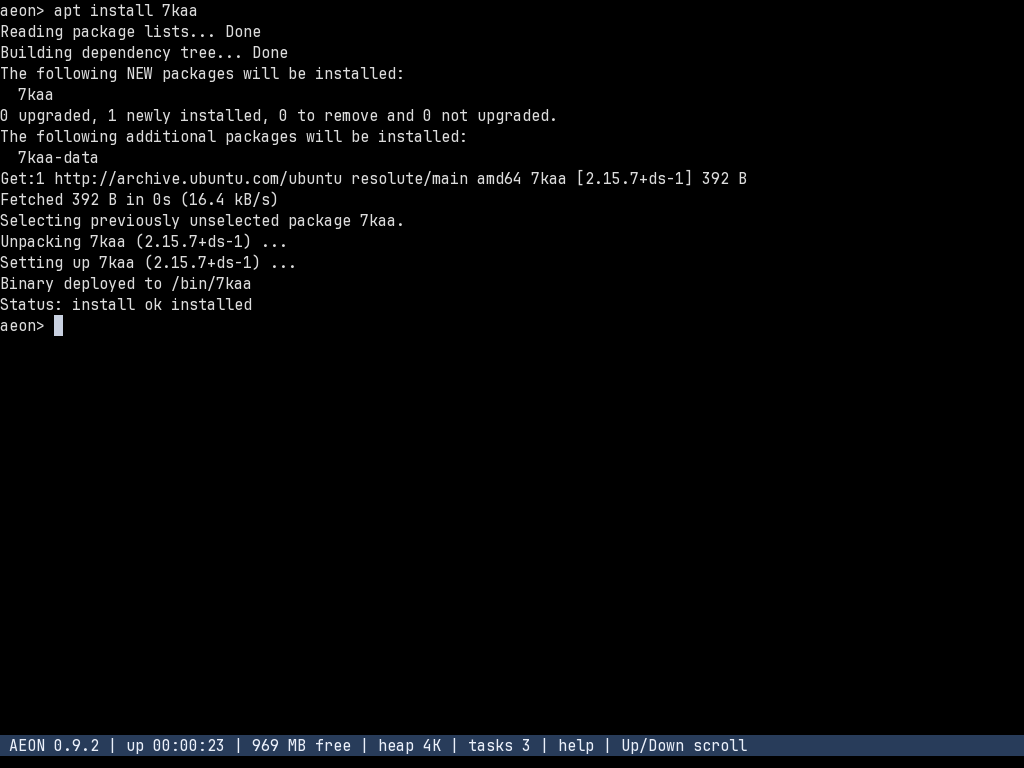 aeon> apt install 7kaa
Reading package lists... Done
Building dependency tree... Done
The following NEW packages will be installed:
  7kaa
0 upgraded, 1 newly installed, 0 to remove and 0 not upgraded.
The following additional packages will be installed:
  7kaa-data
Get:1 http://archive.ubuntu.com/ubuntu resolute/main amd64 7kaa [2.15.7+ds-1] 392 B
Fetched 392 B in 0s (16.4 kB/s)
Selecting previously unselected package 7kaa.
Unpacking 7kaa (2.15.7+ds-1) ...
Setting up 7kaa (2.15.7+ds-1) ...
Binary deployed to /bin/7kaa
Status: install ok installed
aeon>
AEON 0.9.2 | up 00:00:23 | 969 MB free | heap 4K | tasks 3 | help | Up/Down scroll